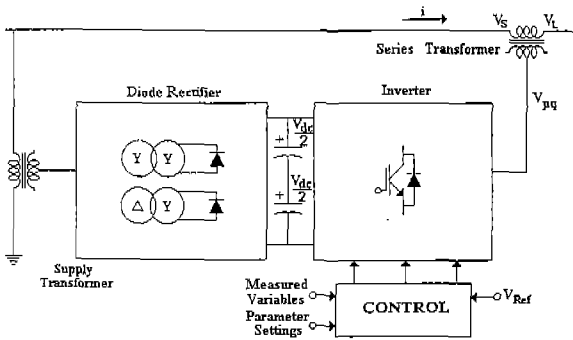 i
V_S
V_L
Series Transformer
Diode Rectifier
Inverter
V_pq
Y Y
Δ Y
+ V_dc/2
+ V_dc/2
Supply
Transformer
Measured
Variables
Parameter
Settings
CONTROL
V_Ref